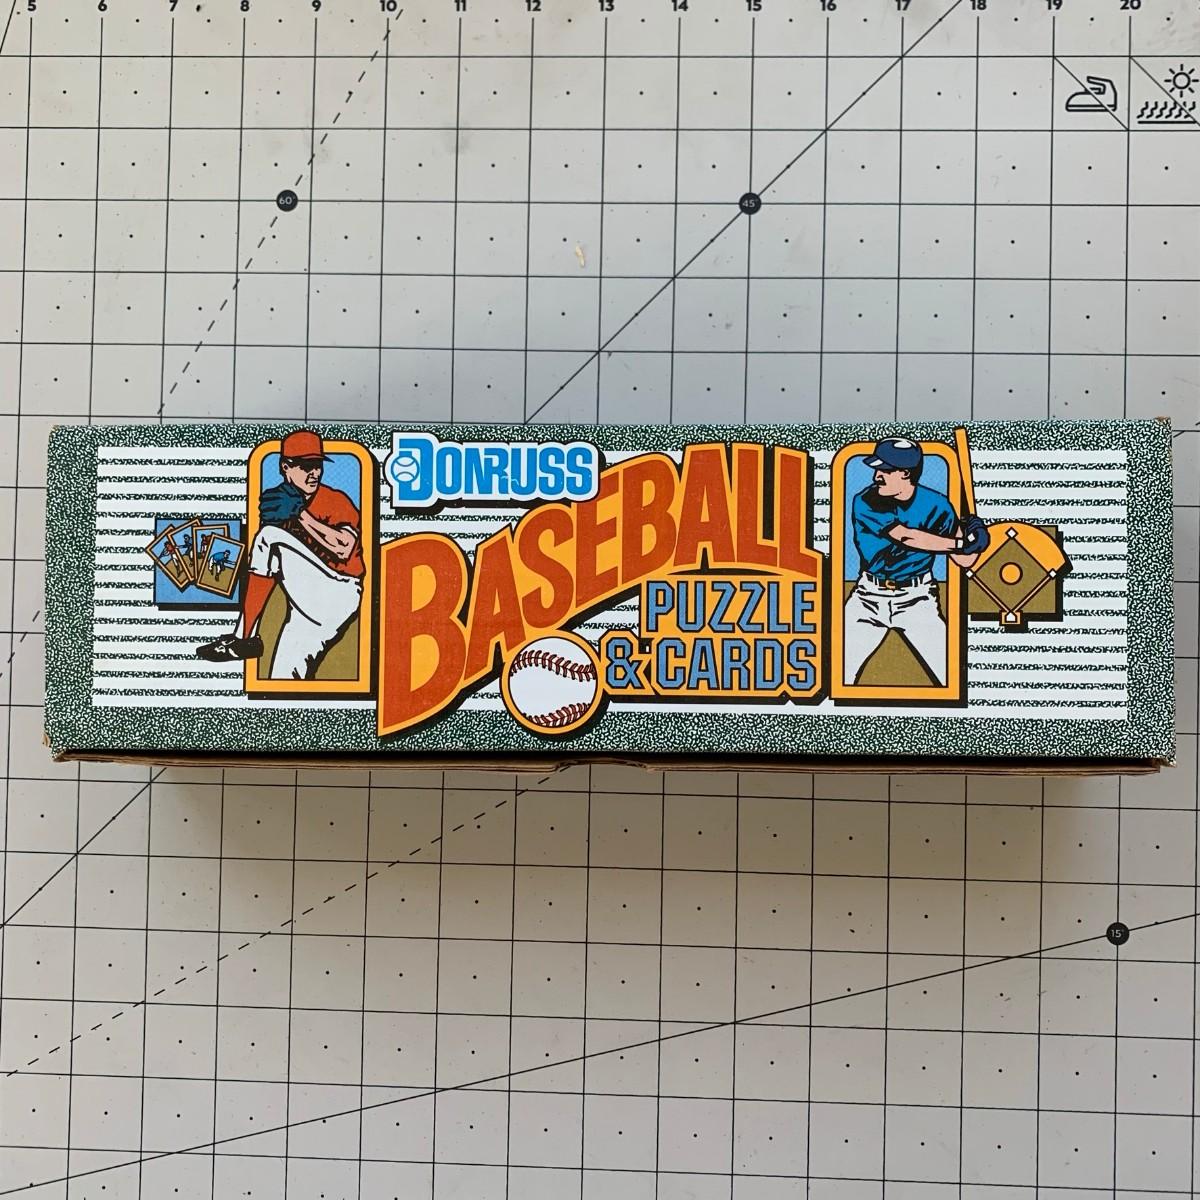 5 6 7 8 9 10 11 12 13 14 15 16 17 18 19 20
60°
45°
DONRUSS
BASEBALL
PUZZLE
& CARDS
15°